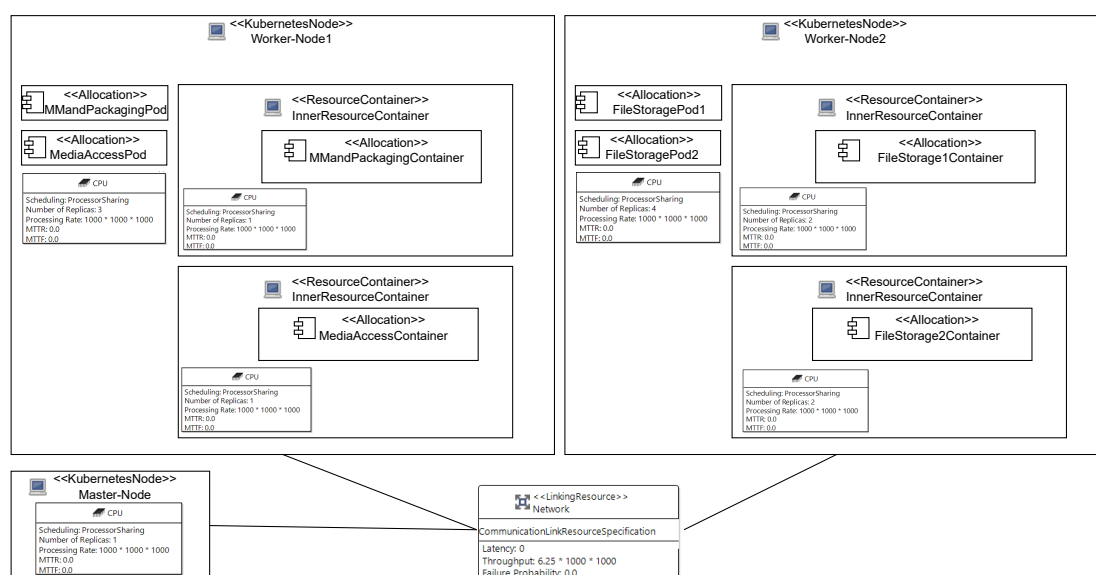 <<KubernetesNode>>
Worker-Node1
<<Allocation>>
MMandPackagingPod
<<Allocation>>
MediaAccessPod
CPU
Scheduling: ProcessorSharing
Number of Replicas: 3
Processing Rate: 1000 * 1000 * 1000
MTTR: 0.0
MTTF: 0.0
<<ResourceContainer>>
InnerResourceContainer
<<Allocation>>
MMandPackagingContainer
CPU
Scheduling: ProcessorSharing
Number of Replicas: 1
Processing Rate: 1000 * 1000 * 1000
MTTR: 0.0
MTTF: 0.0
<<ResourceContainer>>
InnerResourceContainer
<<Allocation>>
MediaAccessContainer
CPU
Scheduling: ProcessorSharing
Number of Replicas: 1
Processing Rate: 1000 * 1000 * 1000
MTTR: 0.0
MTTF: 0.0
<<KubernetesNode>>
Worker-Node2
<<Allocation>>
FileStoragePod1
<<Allocation>>
FileStoragePod2
CPU
Scheduling: ProcessorSharing
Number of Replicas: 4
Processing Rate: 1000 * 1000 * 1000
MTTR: 0.0
MTTF: 0.0
<<ResourceContainer>>
InnerResourceContainer
<<Allocation>>
FileStorage1Container
CPU
Scheduling: ProcessorSharing
Number of Replicas: 2
Processing Rate: 1000 * 1000 * 1000
MTTR: 0.0
MTTF: 0.0
<<ResourceContainer>>
InnerResourceContainer
<<Allocation>>
FileStorage2Container
CPU
Scheduling: ProcessorSharing
Number of Replicas: 2
Processing Rate: 1000 * 1000 * 1000
MTTR: 0.0
MTTF: 0.0
<<KubernetesNode>>
Master-Node
CPU
Scheduling: ProcessorSharing
Number of Replicas: 1
Processing Rate: 1000 * 1000 * 1000
MTTR: 0.0
MTTF: 0.0
<<LinkingResource>>
Network
CommunicationLinkResourceSpecification
Latency: 0
Throughput: 6.25 * 1000 * 1000
Failure Probability: 0.0